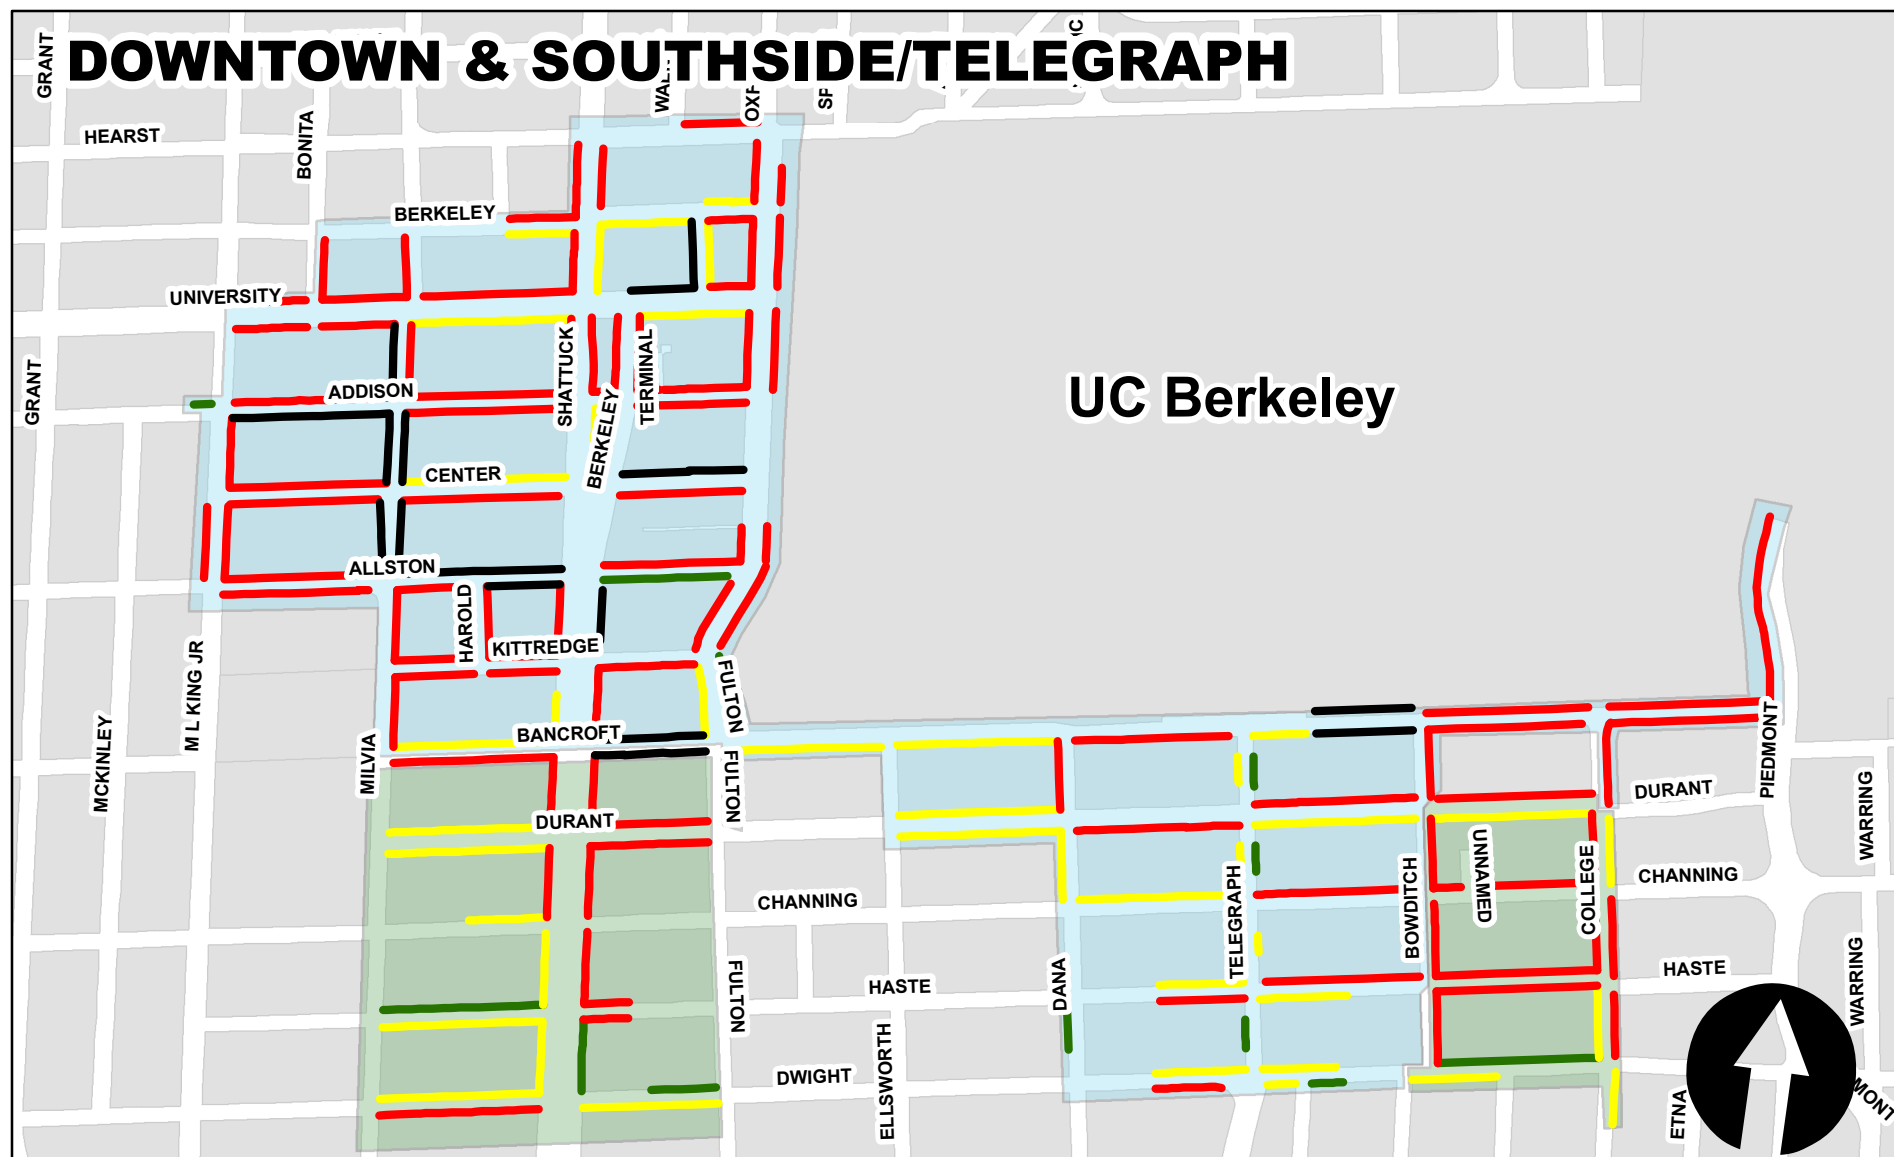 DOWNTOWN & SOUTHSIDE/TELEGRAPH
GRANT
HEARST
BONITA
BERKELEY
UNIVERSITY
GRANT
ADDISON
SHATTUCK
TERMINAL
BERKELEY
UC Berkeley
CENTER
ALLSTON
HAROLD
KITTREDGE
M L KING JR
MCKINLEY
MILVIA
BANCROFT
FULTON
FULTON
DURANT
PIEDMONT
DURANT
WARRING
CHANNING
TELEGRAPH
BOWDITCH
UNNAMED
COLLEGE
CHANNING
FULTON
HASTE
DANA
HASTE
WARRING
ELLSWORTH
DWIGHT
ETNA
MONT